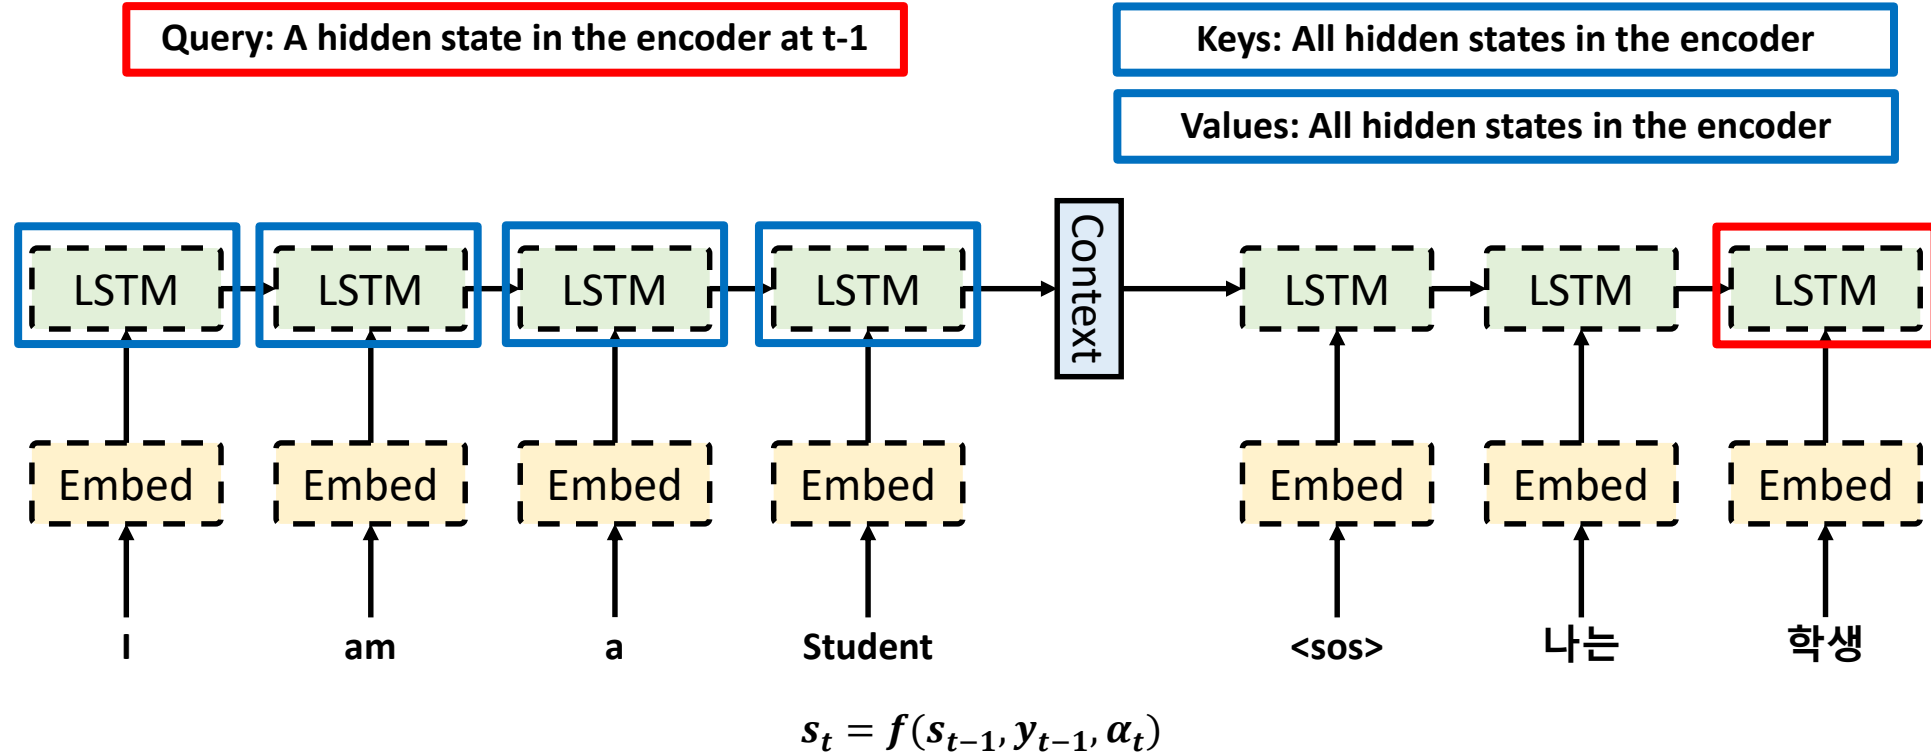 Query: A hidden state in the encoder at t-1
Keys: All hidden states in the encoder
Values: All hidden states in the encoder
LSTM LSTM LSTM LSTM Context LSTM LSTM LSTM
Embed Embed Embed Embed Embed Embed Embed
I am a Student <sos> 나는 학생
s_t = f(s_{t-1}, y_{t-1}, α_t)